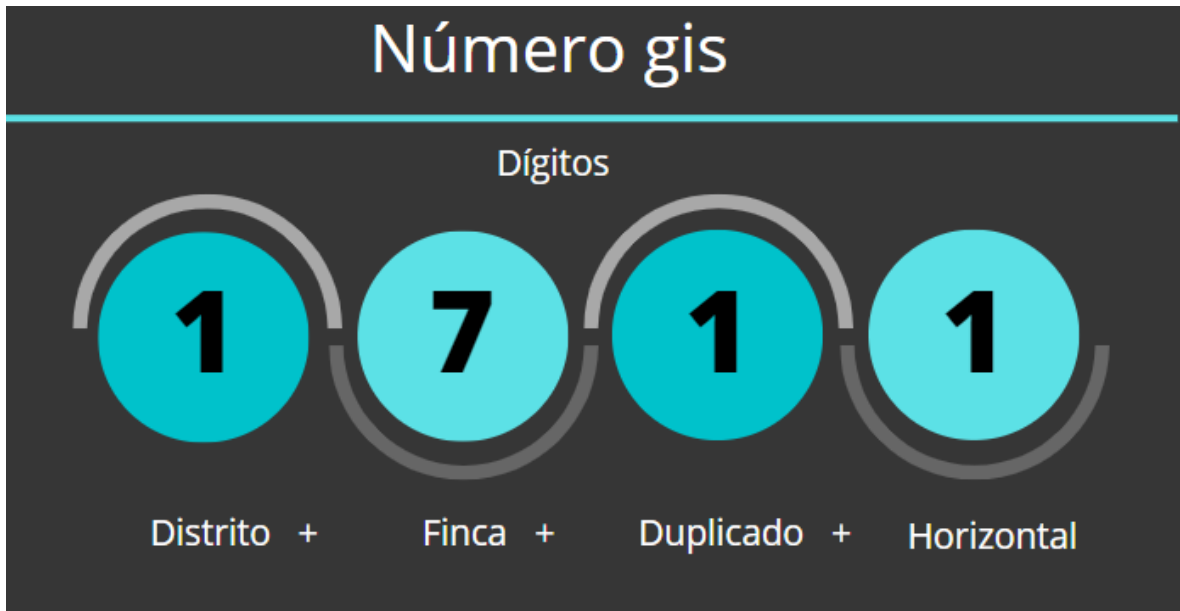 Número gis
Dígitos
1 7 1 1
Distrito + Finca + Duplicado + Horizontal